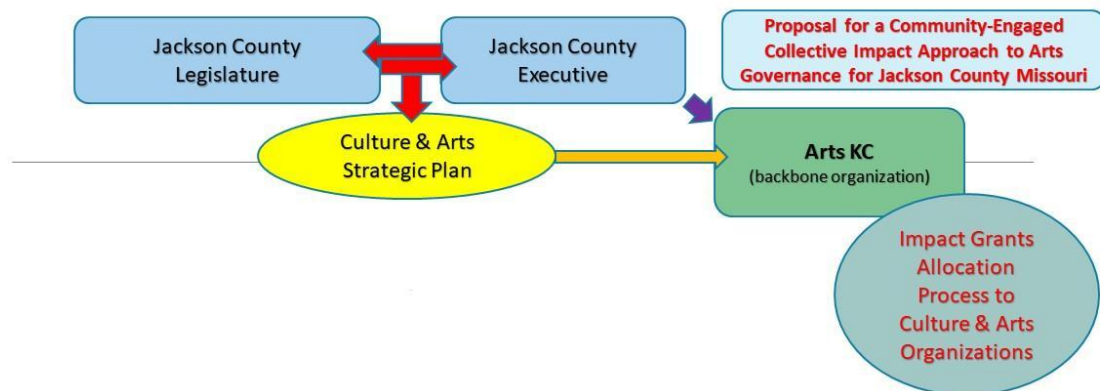 Jackson County
Legislature
Jackson County
Executive
Proposal for a Community-Engaged
Collective Impact Approach to Arts
Governance for Jackson County Missouri
Culture & Arts
Strategic Plan
Arts KC
(backbone organization)
Impact Grants
Allocation
Process to
Culture & Arts
Organizations